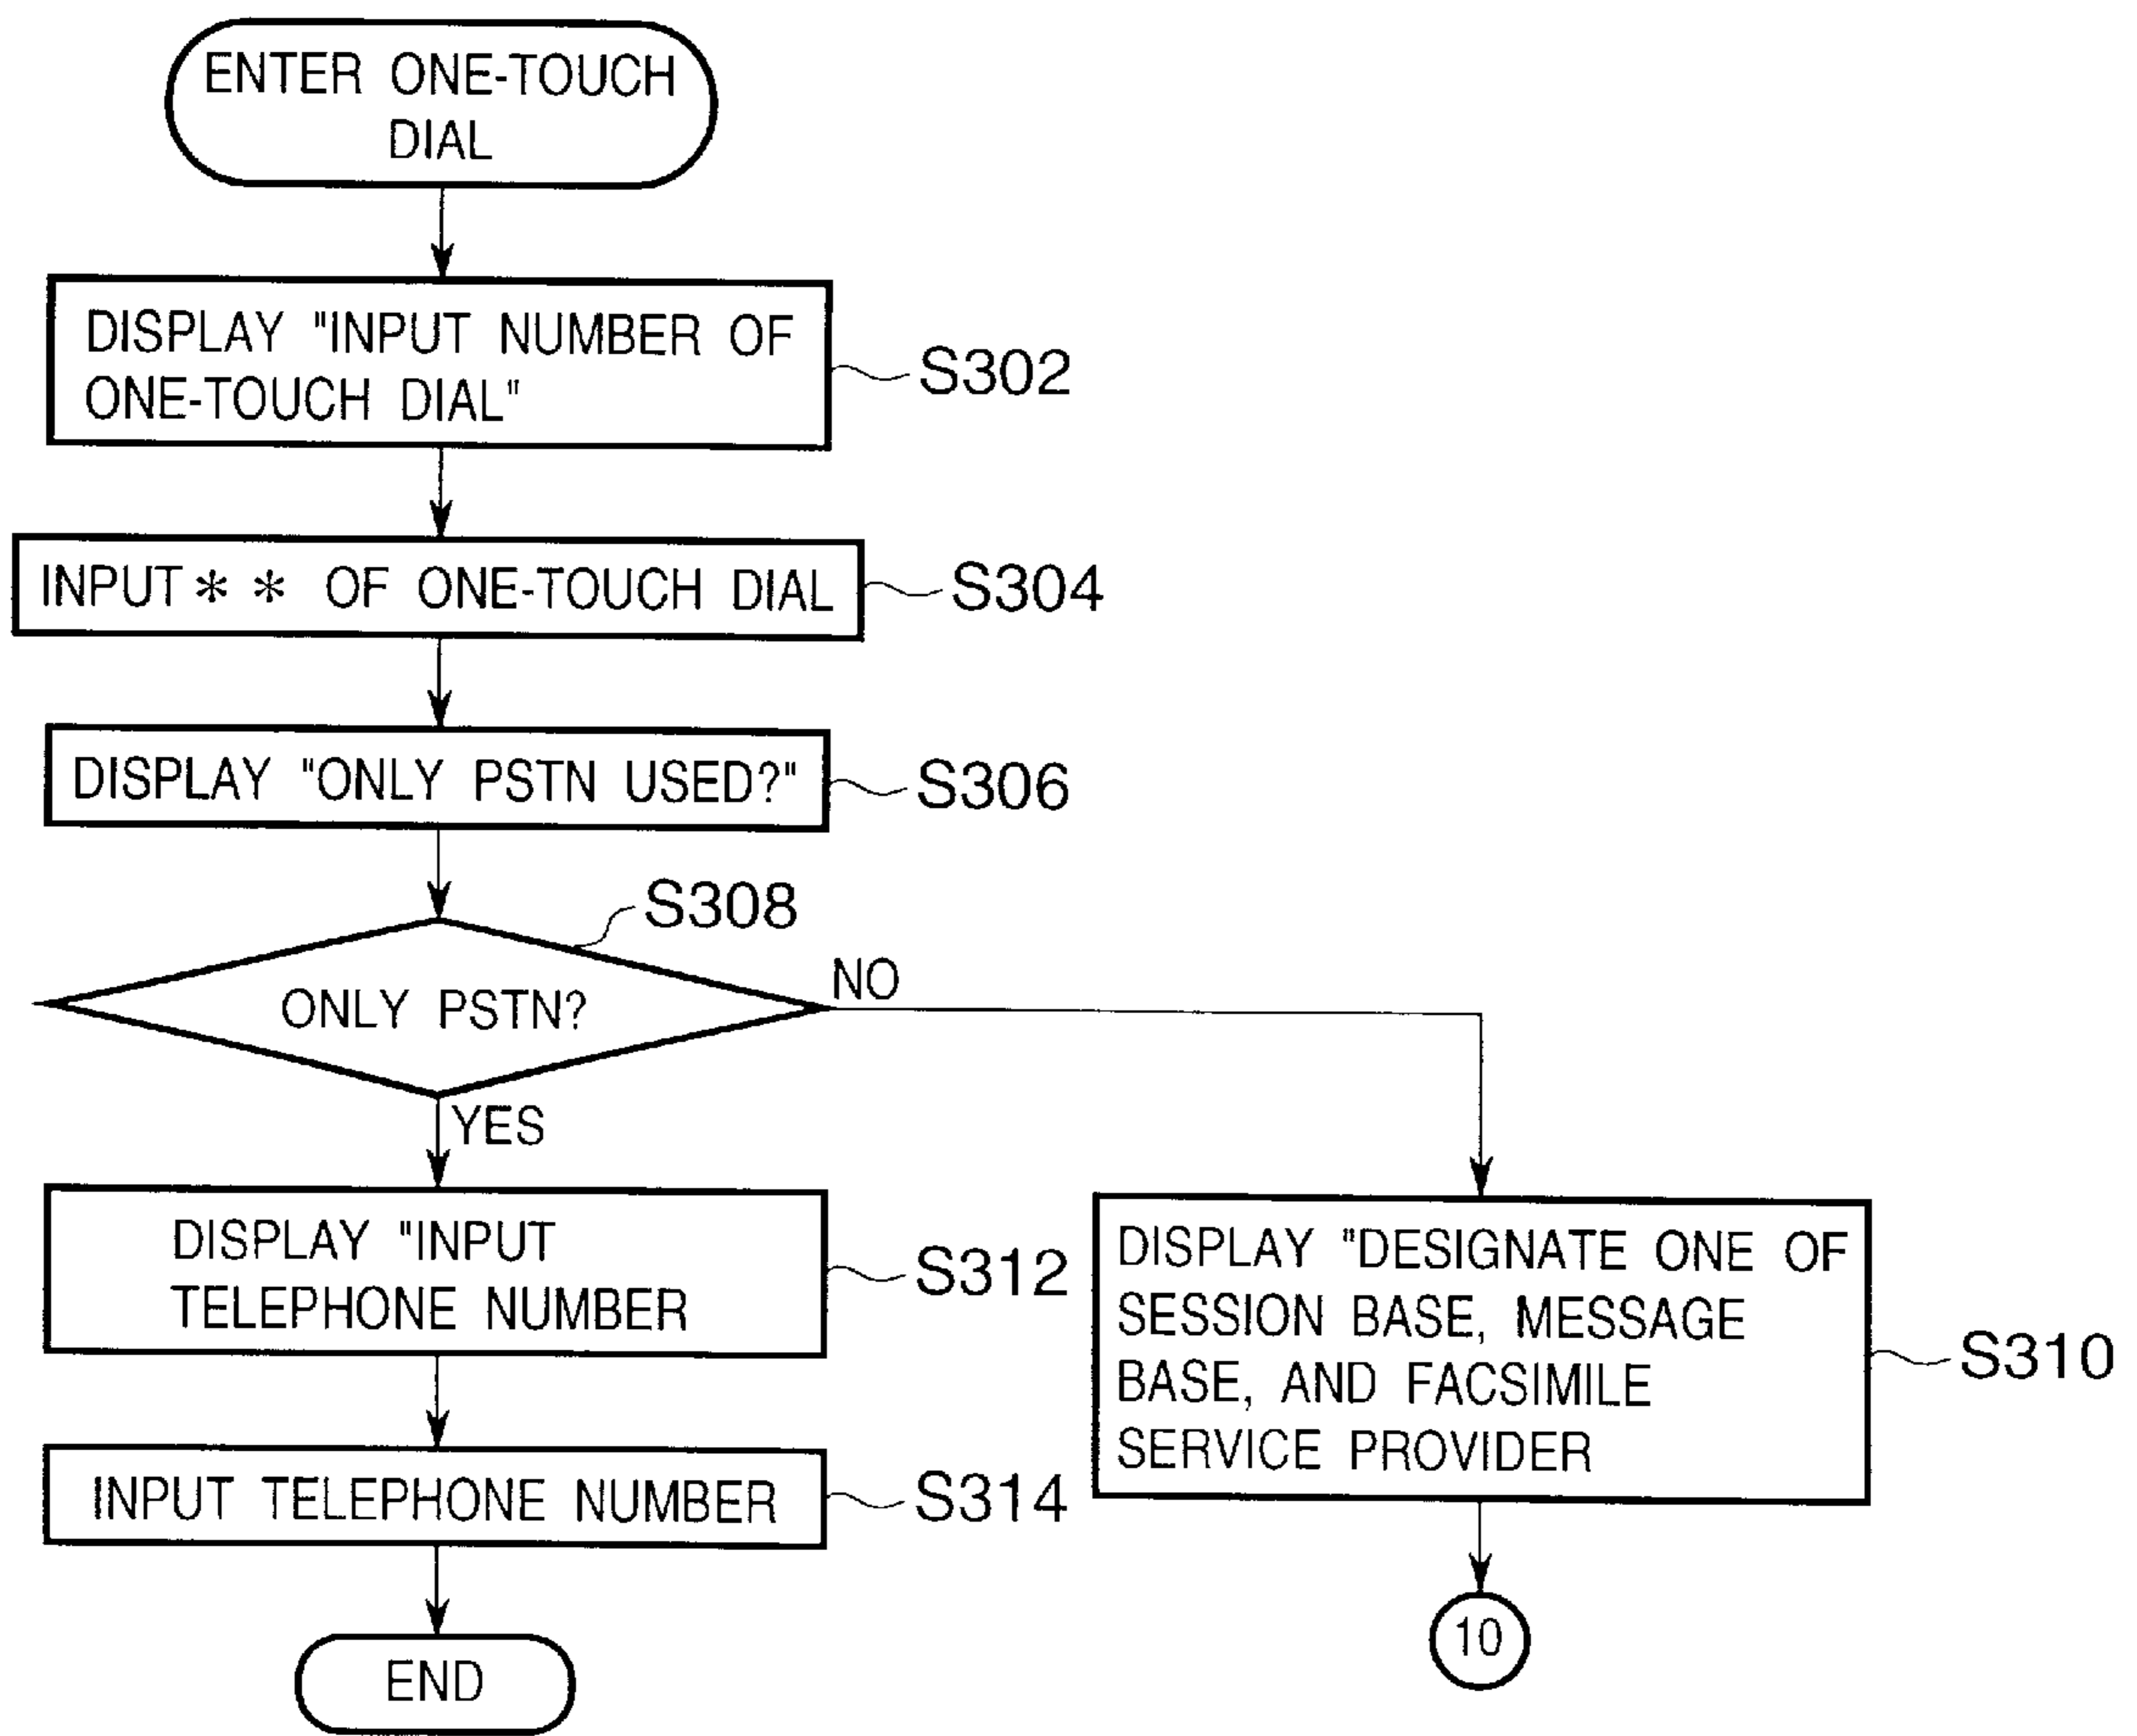 ENTER ONE-TOUCH
DIAL
DISPLAY "INPUT NUMBER OF
ONE-TOUCH DIAL"
S302
INPUT ** OF ONE-TOUCH DIAL
S304
DISPLAY "ONLY PSTN USED?"
S306
S308
ONLY PSTN?
NO
YES
DISPLAY "INPUT
TELEPHONE NUMBER
S312
INPUT TELEPHONE NUMBER
S314
END
DISPLAY "DESIGNATE ONE OF
SESSION BASE, MESSAGE
BASE, AND FACSIMILE
SERVICE PROVIDER
S310
10